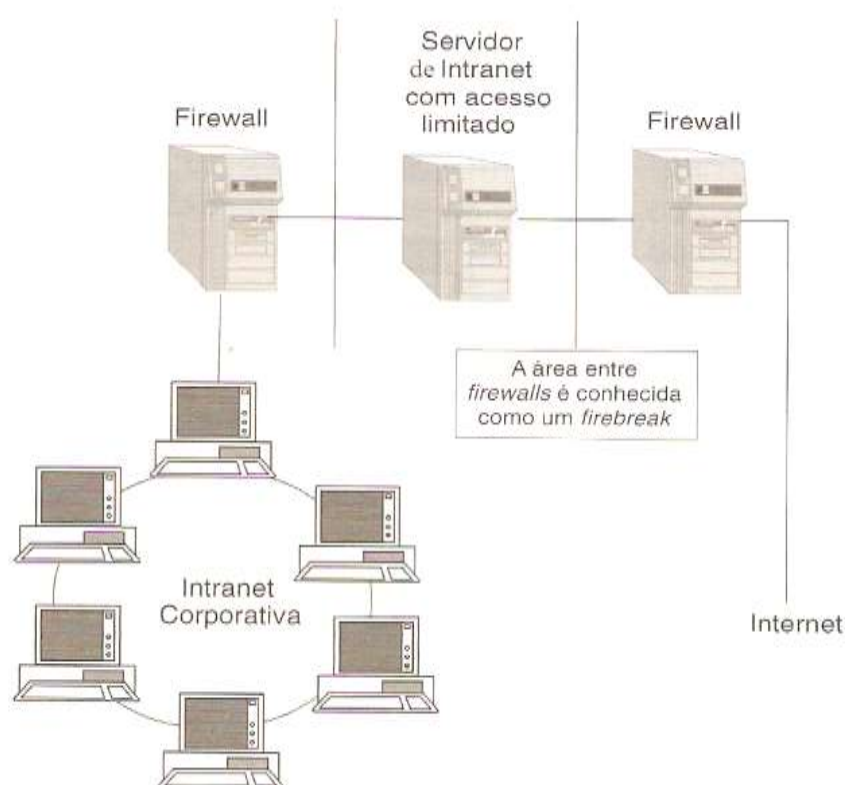 Servidor
de Intranet
com acesso
limitado
Firewall
Firewall
A área entre
firewalls é conhecida
como um firebreak
Intranet
Corporativa
Internet